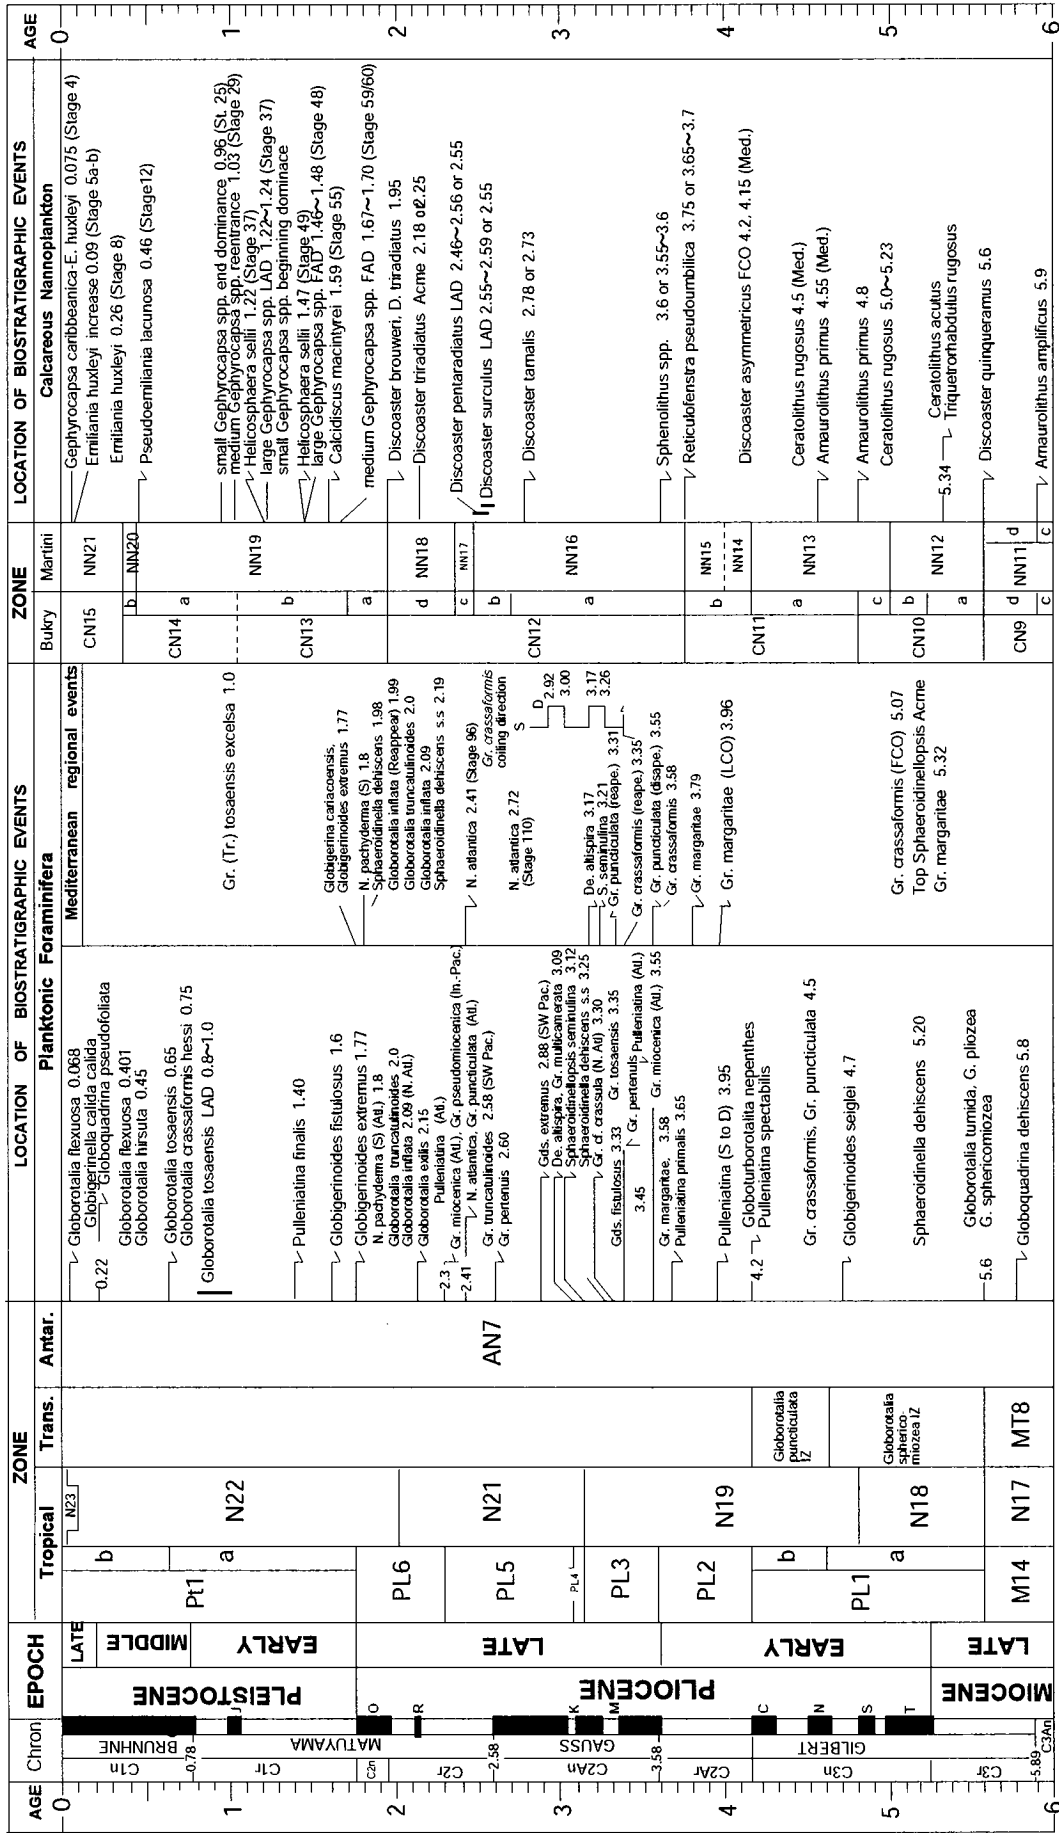 AGE
Chron
EPOCH
ZONE
Tropical
Trans.
Antar.
LOCATION OF BIOSTRATIGRAPHIC EVENTS
Planktonic Foraminifera
Mediterranean regional events
ZONE
Bukry
Martini
LOCATION OF BIOSTRATIGRAPHIC EVENTS
Calcareous Nannoplankton
AGE
0
1
2
3
4
5
6
C1n
C1r
C2n
C2r
C2An
C2Ar
C3n
C3r
C3An
0.78
2.58
3.58
5.89
BRUNHNE
MATUYAMA
GAUSS
GILBERT
J
O
R
K
M
C
N
S
T
PLEISTOCENE
PLIOCENE
MIOCENE
LATE
MIDDLE
EARLY
LATE
EARLY
LATE
Pt1
b
a
PL6
PL5
PL4
PL3
PL2
PL1
b
a
M14
N23
N22
N21
N19
N18
N17
Globorotalia
puncticulata
IZ
Globorotalia
spherico-
miozea IZ
MT8
AN7
Globorotalia flexuosa 0.068
Globigerinella calida calida
0.22 Globoquadrina pseudofoliata
Globorotalia flexuosa 0.401
Globorotalia hirsuta 0.45
Globorotalia tosaensis 0.65
Globorotalia crassaformis hessi 0.75
Globorotalia tosaensis LAD 0.8~1.0
Pulleniatina finalis 1.40
Globigerinoides fistulosus 1.6
Globigerinoides extremus 1.77
N. pachyderma (S) (Atl.) 1.8
Globorotalia truncatulinoides 2.0
Globorotalia inflata 2.09 (N. Atl.)
Globorotalia exilis 2.15
Pulleniatina (Atl.)
2.3 Gr. miocenica (Atl.), Gr. pseudomiocenica (In.-Pac.)
2.41 N. atlantica, Gr. puncticulata (Atl.)
Gr. truncatulinoides 2.58 (SW Pac.)
Gr. pertenuis 2.60
Gds. extremus 2.88 (SW Pac.)
De. altispira, Gr. multicamerata 3.09
Sphaeroidinellopsis seminulina 3.12
Sphaeroidinella dehiscens s.s 3.25
Gr. cf. crassula (N. Atl) 3.30
Gds. fistulosus 3.33 Gr. tosaensis 3.35
Gr. pertenuis Pulleniatina (Atl.)
3.45
Gr. miocenica (Atl.) 3.55
Gr. margaritae, 3.58
Pulleniatina primalis 3.65
Pulleniatina (S to D) 3.95
Globoturborotalita nepenthes
4.2 Pulleniatina spectabilis
Gr. crassaformis, Gr. puncticulata 4.5
Globigerinoides seiglei 4.7
Sphaeroidinella dehiscens 5.20
Globorotalia tumida, G. pliozea
5.6 G. sphericomiozea
Globoquadrina dehiscens 5.8
Gr. (Tr.) tosaensis excelsa 1.0
Globigerina cariacoensis,
Globigerinoides extremus 1.77
N. pachyderma (S) 1.8
Sphaeroidinella dehiscens 1.98
Globorotalia inflata (Reappear) 1.99
Globorotalia truncatulinoides 2.0
Globorotalia inflata 2.09
Sphaeroidinella dehiscens s.s 2.19
N. atlantica 2.41 (Stage 96)
Gr. crassaformis
coiling direction
S D
N. atlantica 2.72
(Stage 110)
2.92
3.00
3.17
3.26
De. altispira 3.17
S. seminulina 3.21
Gr. puncticulata (reape.) 3.31
Gr. crassaformis (reape.) 3.35
Gr. puncticulata (disape.) 3.55
Gr. crassaformis 3.58
Gr. margaritae 3.79
Gr. margaritae (LCO) 3.96
Gr. crassaformis (FCO) 5.07
Top Sphaeroidinellopsis Acme
Gr. margaritae 5.32
CN15
CN14
b
a
CN13
b
a
CN12
d
c
b
a
CN11
b
a
CN10
c
b
a
CN9
d
c
NN21
NN20
NN19
NN18
NN17
NN16
NN15
NN14
NN13
NN12
NN11
d
c
Gephyrocapsa caribbeanica-E. huxleyi 0.075 (Stage 4)
Emiliania huxleyi increase 0.09 (Stage 5a-b)
Emiliania huxleyi 0.26 (Stage 8)
Pseudoemiliania lacunosa 0.46 (Stage12)
small Gephyrocapsa spp. end dominance 0.96 (St. 25)
medium Gephyrocapsa spp. reentrance 1.03 (Stage 29)
Helicosphaera sellii 1.22 (Stage 37)
large Gephyrocapsa spp. LAD 1.22~1.24 (Stage 37)
small Gephyrocapsa spp. beginning dominace
Helicosphaera sellii 1.47 (Stage 49)
large Gephyrocapsa spp. FAD 1.46~1.48 (Stage 48)
Calcidiscus macintyrei 1.59 (Stage 55)
medium Gephyrocapsa spp. FAD 1.67~1.70 (Stage 59/60)
Discoaster brouweri, D. triradiatus 1.95
Discoaster triradiatus Acme 2.18 or 2.25
Discoaster pentaradiatus LAD 2.46~2.56 or 2.55
Discoaster surculus LAD 2.55~2.59 or 2.55
Discoaster tamalis 2.78 or 2.73
Sphenolithus spp. 3.6 or 3.55~3.6
Reticulofenstra pseudoumbilica 3.75 or 3.65~3.7
Discoaster asymmetricus FCO 4.2, 4.15 (Med.)
Ceratolithus rugosus 4.5 (Med.)
Amaurolithus primus 4.55 (Med.)
Amaurolithus primus 4.8
Ceratolithus rugosus 5.0~5.23
Ceratolithus acutus
5.34 Triquetrorhabdulus rugosus
Discoaster quinqueramus 5.6
Amaurolithus amplificus 5.9
0
1
2
3
4
5
6